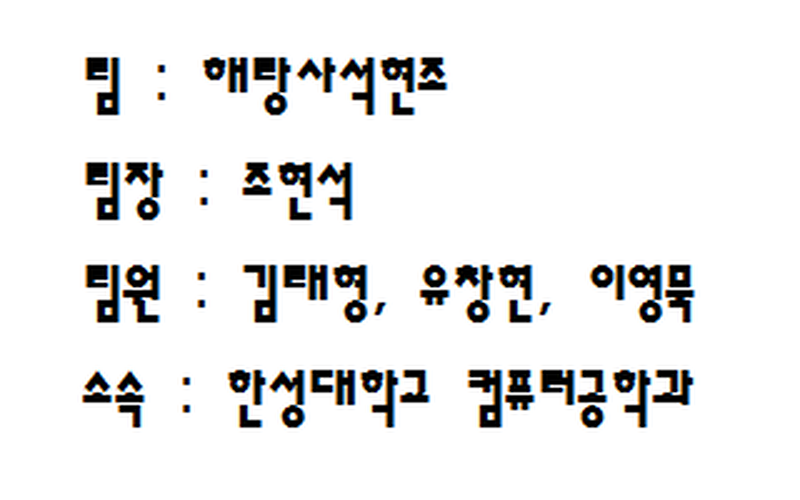 팀 : 해랑사석현조
팀장 : 조현석
팀원 : 김태형, 유창현, 이영묵
소속 : 한성대학교 컴퓨터공학과